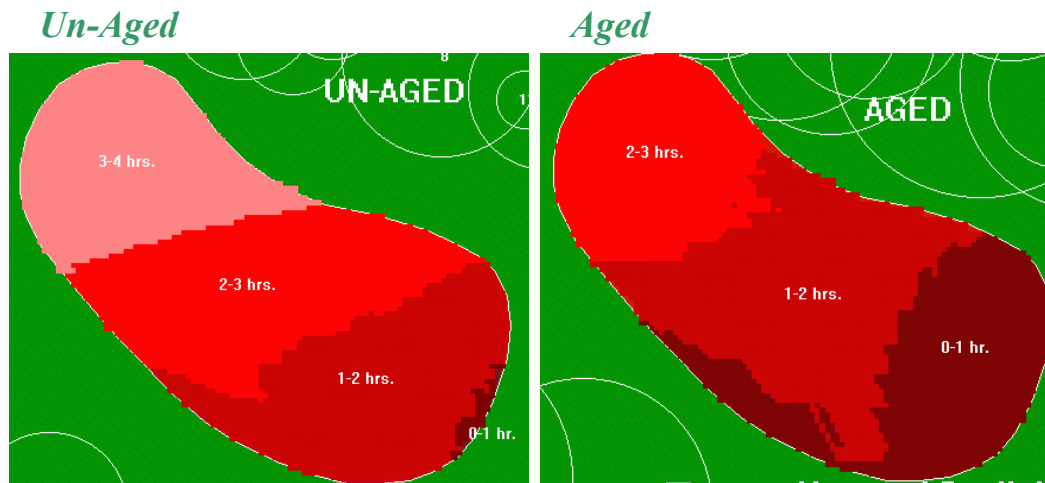 Un-Aged
Aged
8
UN-AGED
3-4 hrs.
2-3 hrs.
1-2 hrs.
0-1 hr.
AGED
2-3 hrs.
1-2 hrs.
0-1 hr.